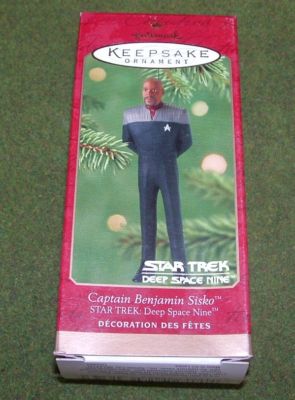 Hallmark
KEEPSAKE
ORNAMENT
STAR TREK
DEEP SPACE NINE
Captain Benjamin Sisko™
STAR TREK: Deep Space Nine™
DÉCORATION DES FÊTES